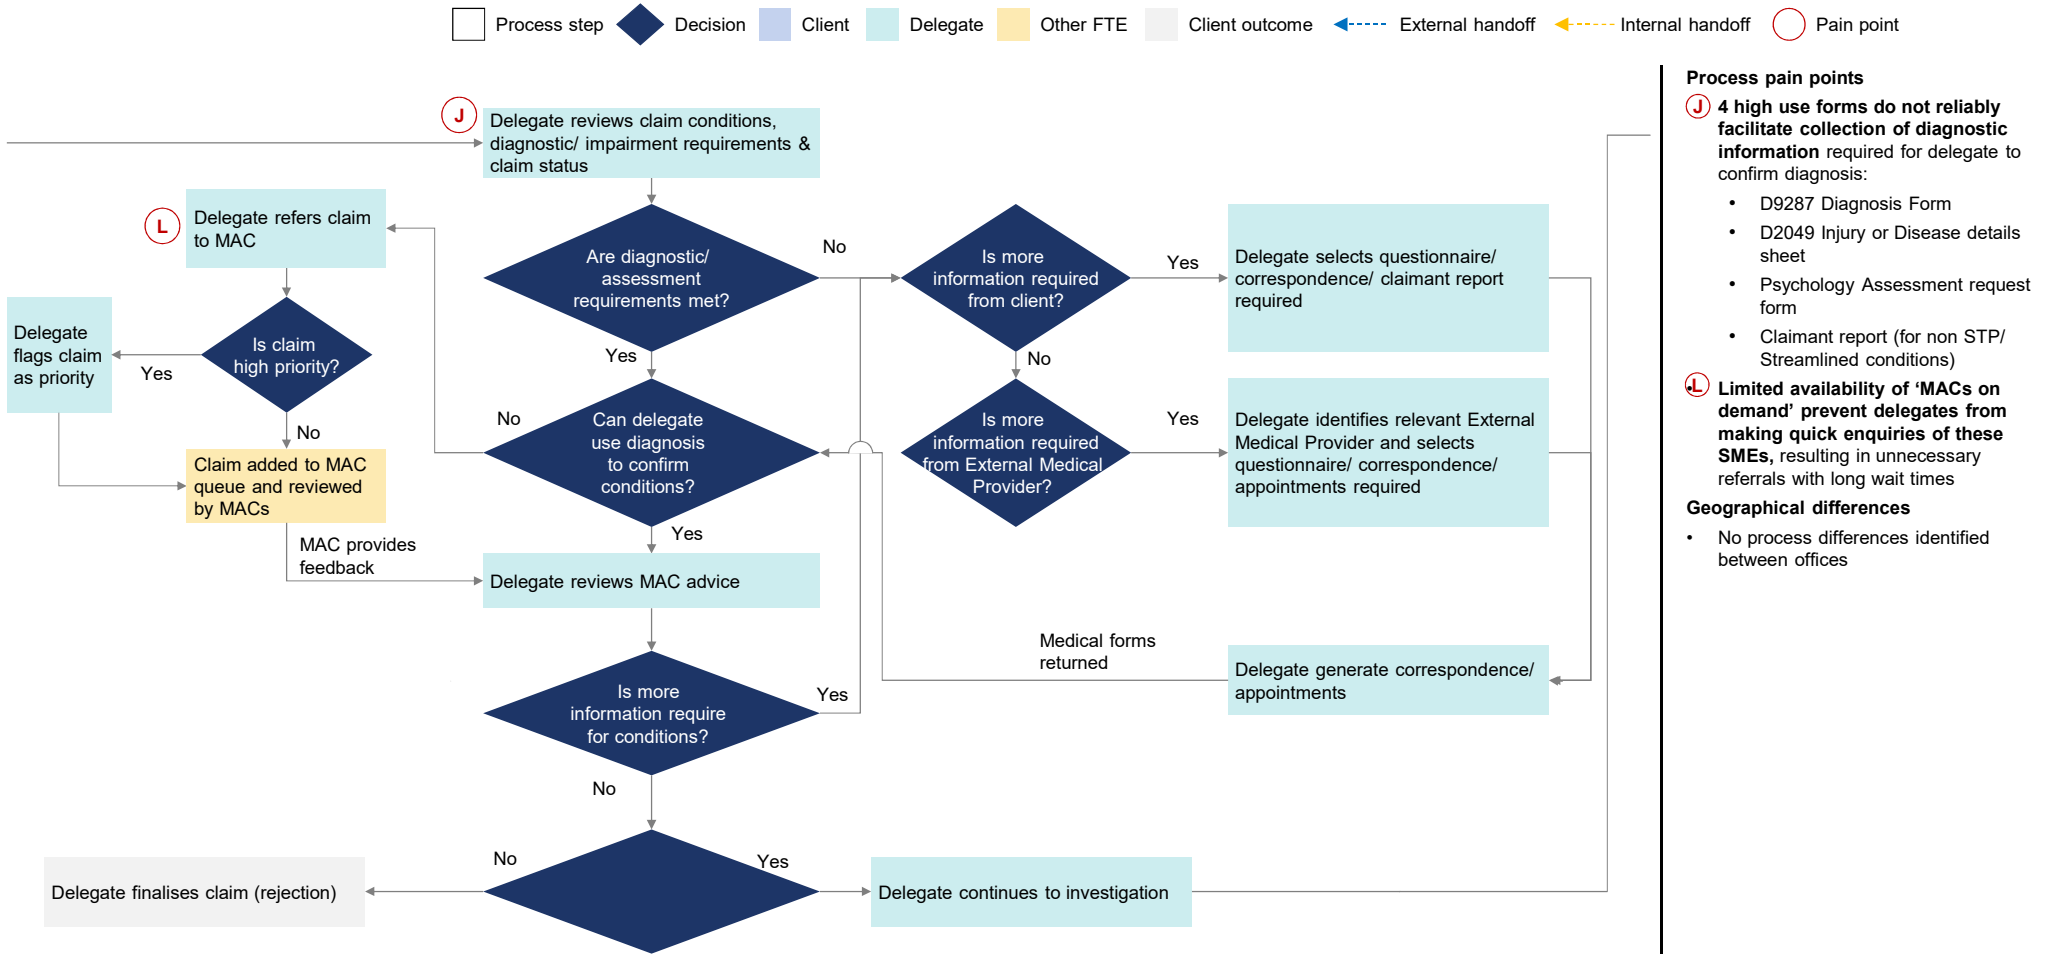 Process step
Decision
Client
Delegate
Other FTE
Client outcome
External handoff
Internal handoff
Pain point
J
Delegate reviews claim conditions,
diagnostic/ impairment requirements &
claim status
L
Delegate refers claim
to MAC
Are diagnostic/
assessment
requirements met?
No
Is more
information required
from client?
Yes
Delegate selects questionnaire/
correspondence/ claimant report
required
Delegate
flags claim
as priority
Yes
Is claim
high priority?
Yes
No
No
Claim added to MAC
queue and reviewed
by MACs
No
Can delegate
use diagnosis
to confirm
conditions?
Is more
information required
from External Medical
Provider?
Yes
Delegate identifies relevant External
Medical Provider and selects
questionnaire/ correspondence/
appointments required
MAC provides
feedback
Yes
Delegate reviews MAC advice
Medical forms
returned
Delegate generate correspondence/
appointments
Is more
information require
for conditions?
Yes
No
No
Yes
Delegate finalises claim (rejection)
Delegate continues to investigation
Process pain points
J 4 high use forms do not reliably
facilitate collection of diagnostic
information required for delegate to
confirm diagnosis:
• D9287 Diagnosis Form
• D2049 Injury or Disease details
sheet
• Psychology Assessment request
form
• Claimant report (for non STP/
Streamlined conditions)
• L Limited availability of ‘MACs on
demand’ prevent delegates from
making quick enquiries of these
SMEs, resulting in unnecessary
referrals with long wait times
Geographical differences
• No process differences identified
between offices